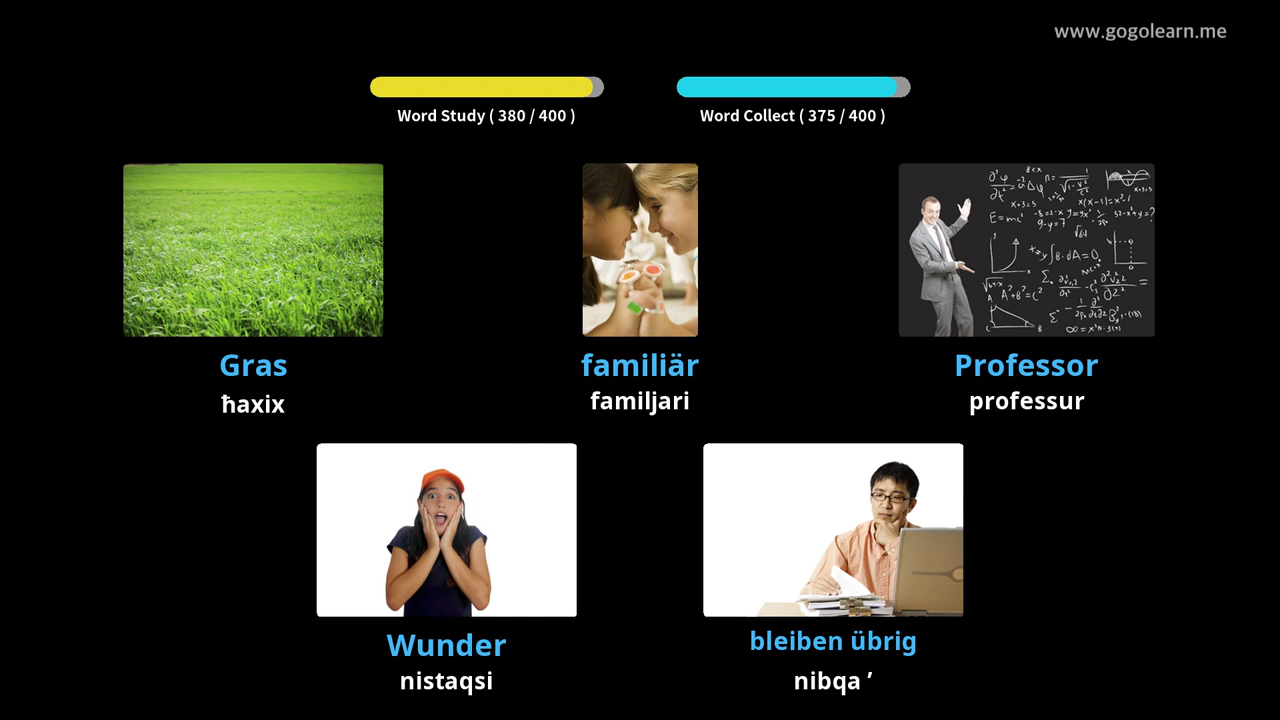 www.gogolearn.me
Word Study ( 380 / 400 )
Word Collect ( 375 / 400 )
Gras
ħaxix
familiär
familjari
Professor
professur
Wunder
nistaqsi
bleiben übrig
nibqa ’